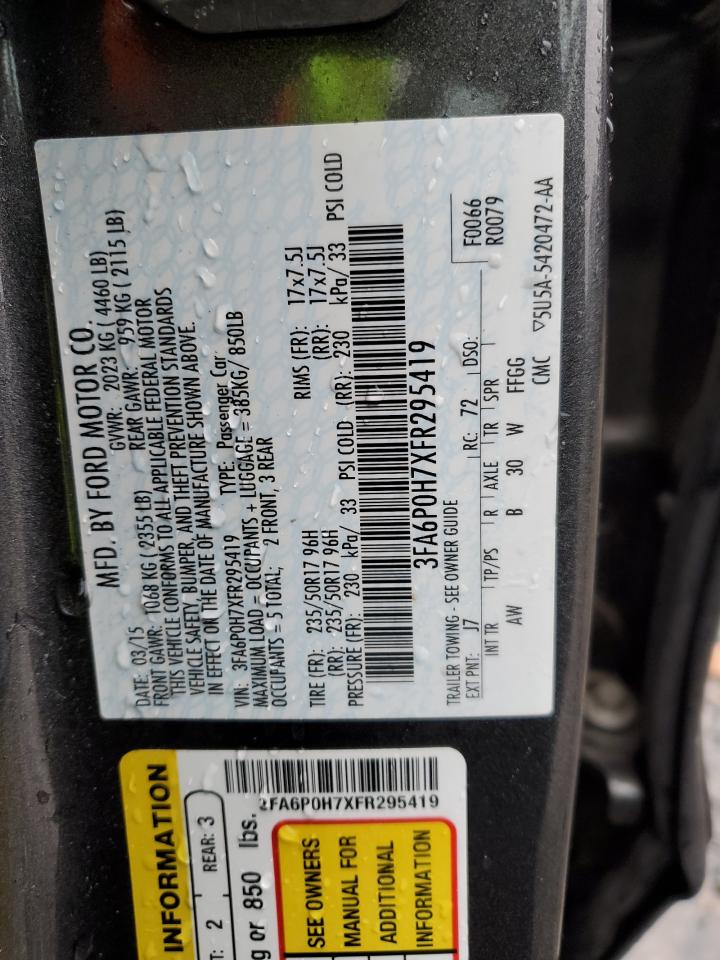 MFD. BY FORD MOTOR CO.
DATE: 03/15 GVWR: 2023 KG ( 4460 LB)
FRONT GAWR: 1068 KG ( 2355 LB) REAR GAWR: 959 KG ( 2115 LB)
THIS VEHICLE CONFORMS TO ALL APPLICABLE FEDERAL MOTOR
VEHICLE SAFETY, BUMPER, AND THEFT PREVENTION STANDARDS
IN EFFECT ON THE DATE OF MANUFACTURE SHOWN ABOVE.
VIN: 3FA6P0H7XFR295419 TYPE: Passenger Car
MAXIMUM LOAD = OCCUPANTS + LUGGAGE = 385KG/ 850LB
OCCUPANTS = 5 TOTAL; 2 FRONT, 3 REAR
TIRE (FR): 235/50R17 96H RIMS (FR): 17x7.5J
(RR): 235/50R17 96H (RR): 17x7.5J
PRESSURE (FR): 230 kPa/ 33 PSI COLD (RR): 230 kPa/ 33 PSI COLD
3FA6P0H7XFR295419
F0066
R0079
TRAILER TOWING - SEE OWNER GUIDE
EXT PNT: J7 RC: 72 DSO:
INT TR TP/PS R AXLE TR SPR
AW B 30 W FFGG
CMC ▽5U5A-5420472-AA
INFORMATION
T: 2 REAR: 3
g or 850 lbs.
FA6P0H7XFR295419
SEE OWNERS
MANUAL FOR
ADDITIONAL
INFORMATION